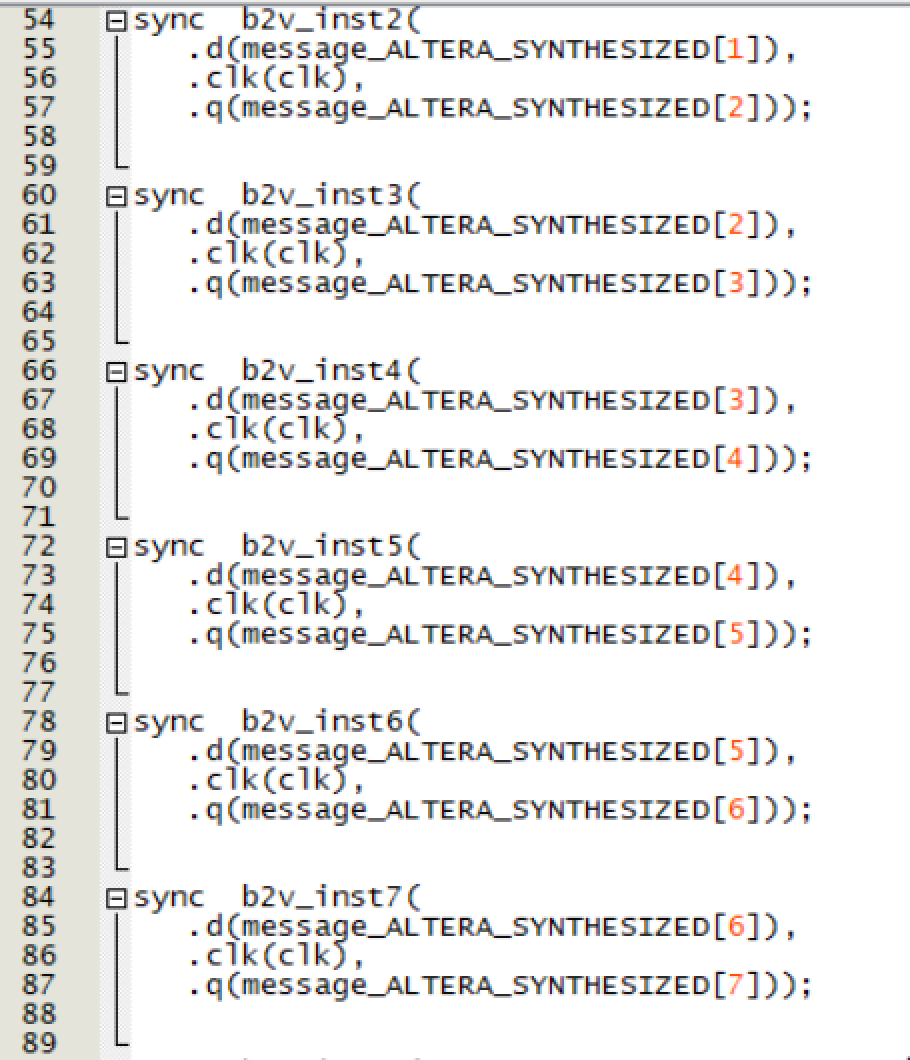 54 sync  b2v_inst2(
55 .d(message_ALTERA_SYNTHESIZED[1]),
56 .clk(clk),
57 .q(message_ALTERA_SYNTHESIZED[2]));
58
59
60 sync  b2v_inst3(
61 .d(message_ALTERA_SYNTHESIZED[2]),
62 .clk(clk),
63 .q(message_ALTERA_SYNTHESIZED[3]));
64
65
66 sync  b2v_inst4(
67 .d(message_ALTERA_SYNTHESIZED[3]),
68 .clk(clk),
69 .q(message_ALTERA_SYNTHESIZED[4]));
70
71
72 sync  b2v_inst5(
73 .d(message_ALTERA_SYNTHESIZED[4]),
74 .clk(clk),
75 .q(message_ALTERA_SYNTHESIZED[5]));
76
77
78 sync  b2v_inst6(
79 .d(message_ALTERA_SYNTHESIZED[5]),
80 .clk(clk),
81 .q(message_ALTERA_SYNTHESIZED[6]));
82
83
84 sync  b2v_inst7(
85 .d(message_ALTERA_SYNTHESIZED[6]),
86 .clk(clk),
87 .q(message_ALTERA_SYNTHESIZED[7]));
88
89